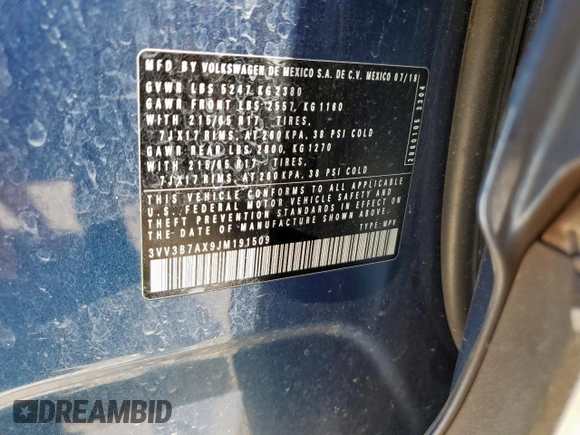 MFD BY VOLKSWAGEN DE MEXICO S.A. DE C.V. MEXICO 07/18
GVWR LBS 5247, KG 2380
GAWR FRONT LBS 2557, KG 1160
WITH 215/65 R17 TIRES,
7JX17 RIMS, AT 260 KPA, 38 PSI COLD
GAWR REAR LBS 2800, KG1270
WITH 215/65 R17 TIRES,
7JX17 RIMS, AT 260 KPA, 38 PSI COLD
THIS VEHICLE CONFORMS TO ALL APPLICABLE
U.S. FEDERAL MOTOR VEHICLE SAFETY AND
THEFT PREVENTION STANDARDS IN EFFECT ON
THE DATE OF MANUFACTURE SHOWN ABOVE.
3VV3B7AX9JM191509 TYPE: MPV
DREAMBID